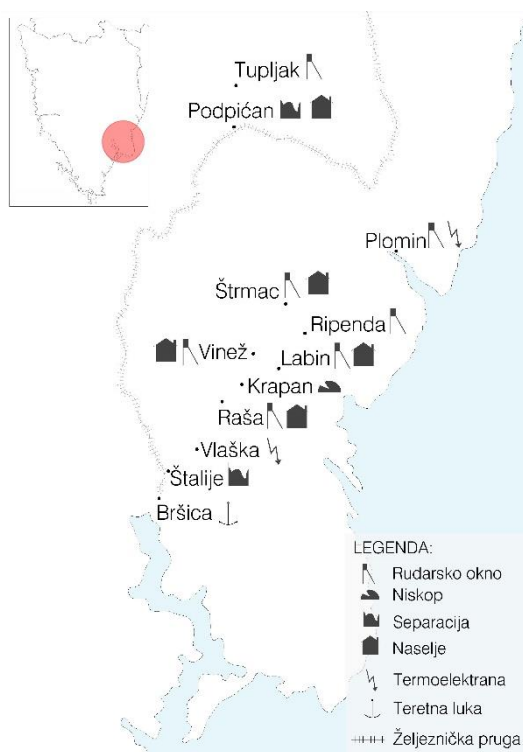 Tupljak
Podpićan
Plomin
Štrmac
Ripenda
Vinež
Labin
Krapan
Raša
Vlaška
Štalije
Bršica
LEGENDA:
Rudarsko okno
Niskop
Separacija
Naselje
Termoelektrana
Teretna luka
Željeznička pruga